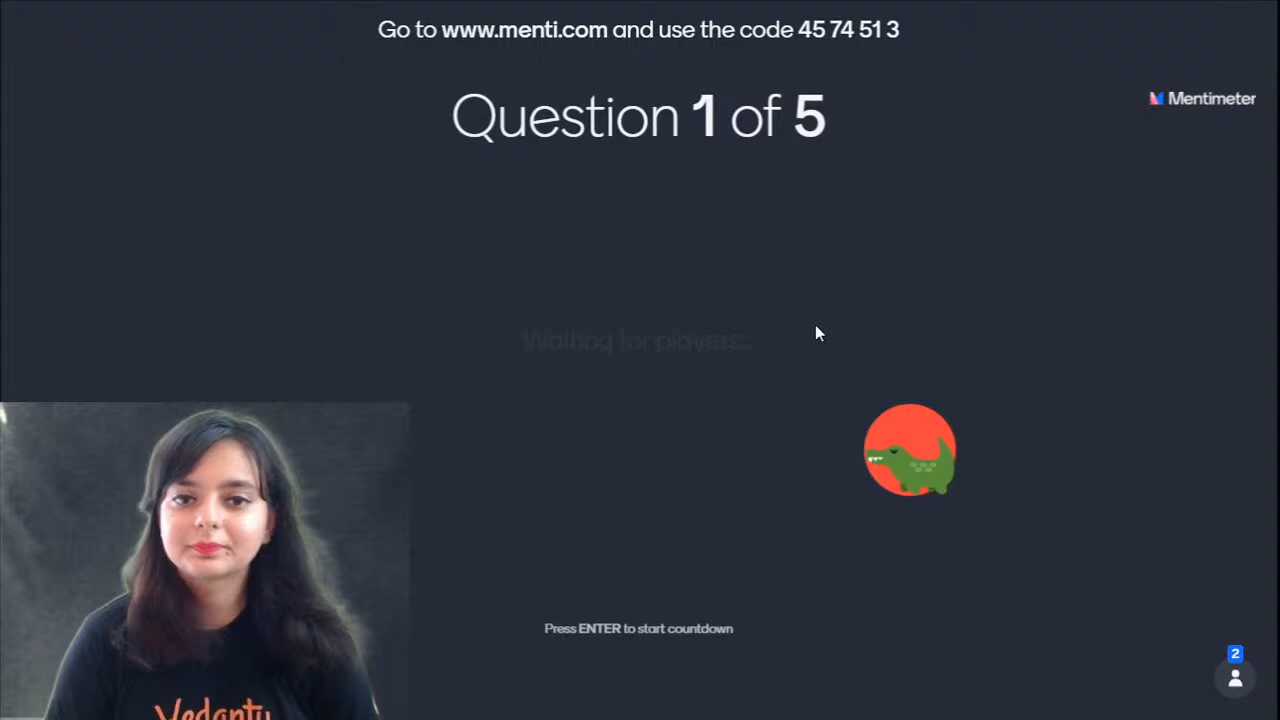 Go to www.menti.com and use the code 45 74 51 3
Question 1 of 5
Mentimeter
Waiting for players...
Press ENTER to start countdown
2
Vedantu